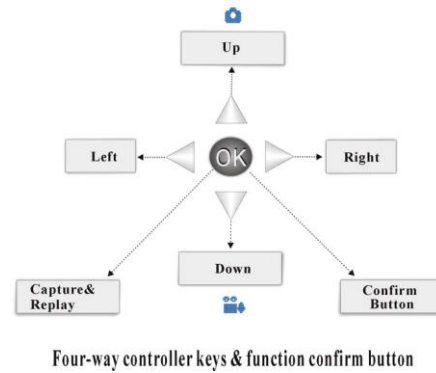 Up
Left
OK
Right
Down
Capture&
Replay
Confirm
Button
Four-way controller keys & function confirm button